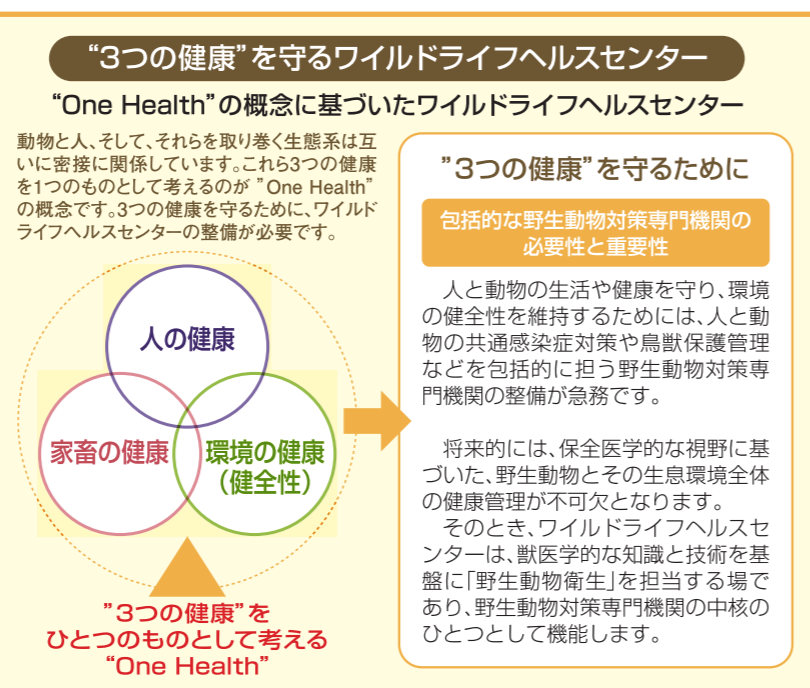 “3つの健康”を守るワイルドライフヘルスセンター
“One Health”の概念に基づいたワイルドライフヘルスセンター
動物と人、そして、それらを取り巻く生態系は互
いに密接に関係しています。これら3つの健康
を1つのものとして考えるのが ”One Health”
の概念です。3つの健康を守るために、ワイルド
ライフヘルスセンターの整備が必要です。
人の健康
家畜の健康
環境の健康
（健全性）
”3つの健康”を
ひとつのものとして考える
“One Health”
”3つの健康”を守るために
包括的な野生動物対策専門機関の
必要性と重要性
　人と動物の生活や健康を守り、環境
の健全性を維持するためには、人と動
物の共通感染症対策や鳥獣保護管理
などを包括的に担う野生動物対策専
門機関の整備が急務です。
　将来的には、保全医学的な視野に基
づいた、野生動物とその生息環境全体
の健康管理が不可欠となります。
　そのとき、ワイルドライフヘルスセ
ンターは、獣医学的な知識と技術を基
盤に「野生動物衛生」を担当する場で
あり、野生動物対策専門機関の中核の
ひとつとして機能します。